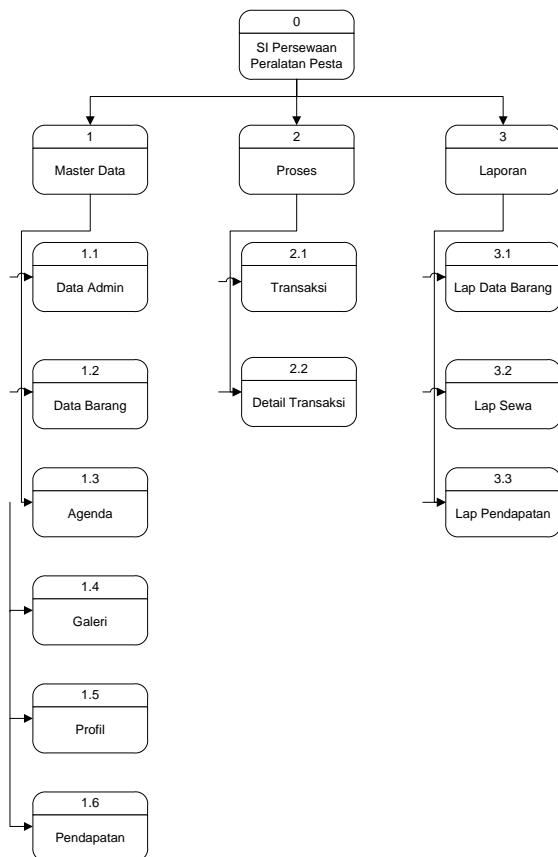 0
SI Persewaan
Peralatan Pesta
1
Master Data
2
Proses
3
Laporan
1.1
Data Admin
2.1
Transaksi
3.1
Lap Data Barang
1.2
Data Barang
2.2
Detail Transaksi
3.2
Lap Sewa
1.3
Agenda
3.3
Lap Pendapatan
1.4
Galeri
1.5
Profil
1.6
Pendapatan